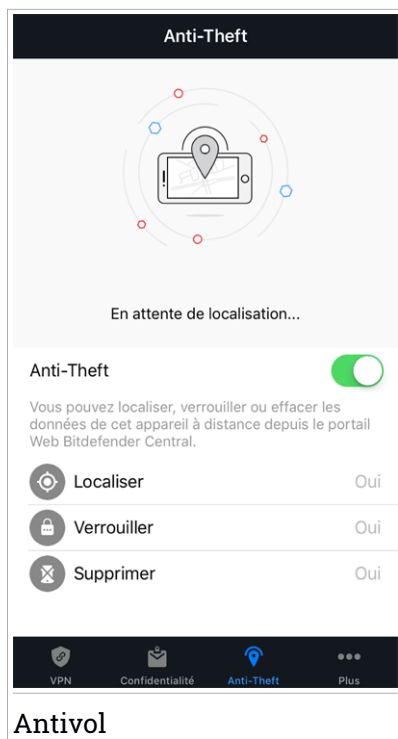 Anti-Theft
En attente de localisation...
Anti-Theft
Vous pouvez localiser, verrouiller ou effacer les
données de cet appareil à distance depuis le portail
Web Bitdefender Central.
Localiser Oui
Verrouiller Oui
Supprimer Oui
VPN Confidentialité Anti-Theft Plus
Antivol